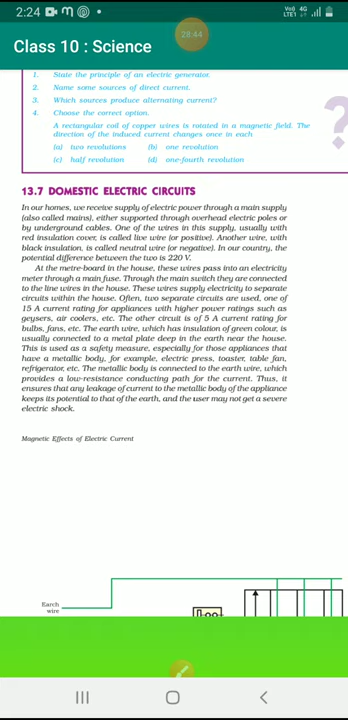 2:24
28:44
Vo9 4G
LTE1
Class 10 : Science
1. State the principle of an electric generator.
2. Name some sources of direct current.
3. Which sources produce alternating current?
4. Choose the correct option.
A rectangular coil of copper wires is rotated in a magnetic field. The
direction of the induced current changes once in each
(a) two revolutions (b) one revolution
(c) half revolution (d) one-fourth revolution
?
13.7 DOMESTIC ELECTRIC CIRCUITS
In our homes, we receive supply of electric power through a main supply
(also called mains), either supported through overhead electric poles or
by underground cables. One of the wires in this supply, usually with
red insulation cover, is called live wire (or positive). Another wire, with
black insulation, is called neutral wire (or negative). In our country, the
potential difference between the two is 220 V.
At the metre-board in the house, these wires pass into an electricity
meter through a main fuse. Through the main switch they are connected
to the line wires in the house. These wires supply electricity to separate
circuits within the house. Often, two separate circuits are used, one of
15 A current rating for appliances with higher power ratings such as
geysers, air coolers, etc. The other circuit is of 5 A current rating for
bulbs, fans, etc. The earth wire, which has insulation of green colour, is
usually connected to a metal plate deep in the earth near the house.
This is used as a safety measure, especially for those appliances that
have a metallic body, for example, electric press, toaster, table fan,
refrigerator, etc. The metallic body is connected to the earth wire, which
provides a low-resistance conducting path for the current. Thus, it
ensures that any leakage of current to the metallic body of the appliance
keeps its potential to that of the earth, and the user may not get a severe
electric shock.
Magnetic Effects of Electric Current
Earch
wire